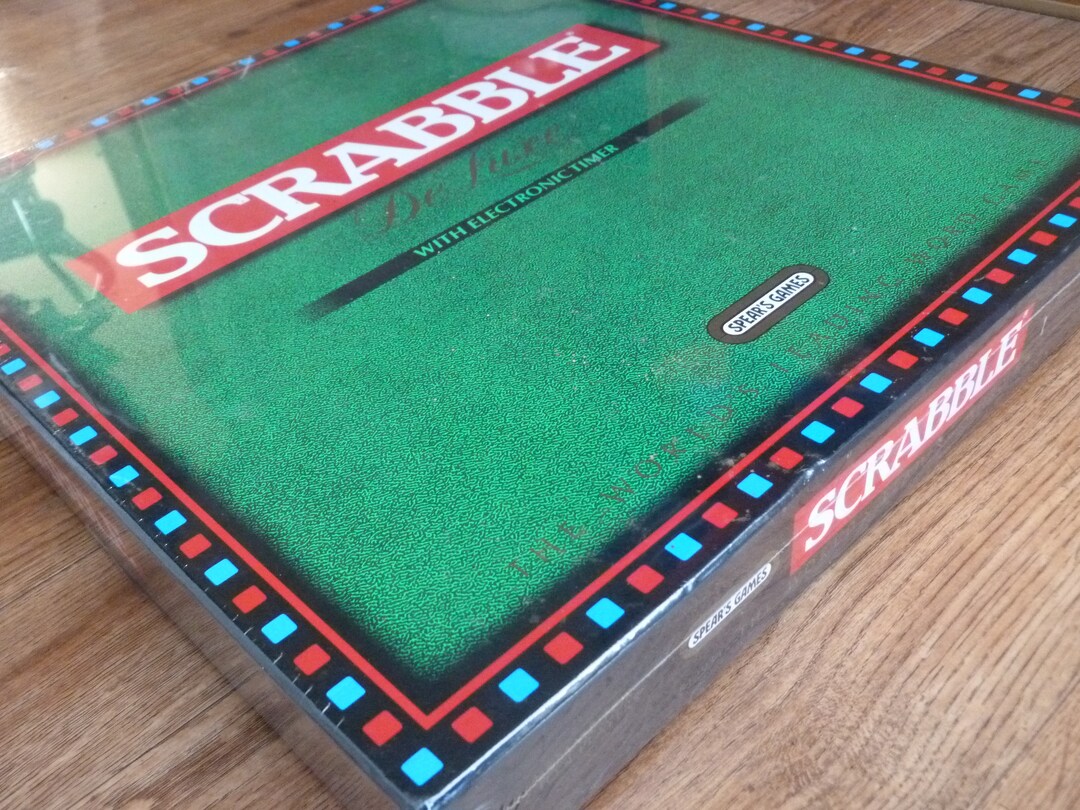 SCRABBLE
De Luxe
WITH ELECTRONIC TIMER
SPEAR'S GAMES
THE WORLD'S LEADING WORD GAME
SCRABBLE
SPEAR'S GAMES